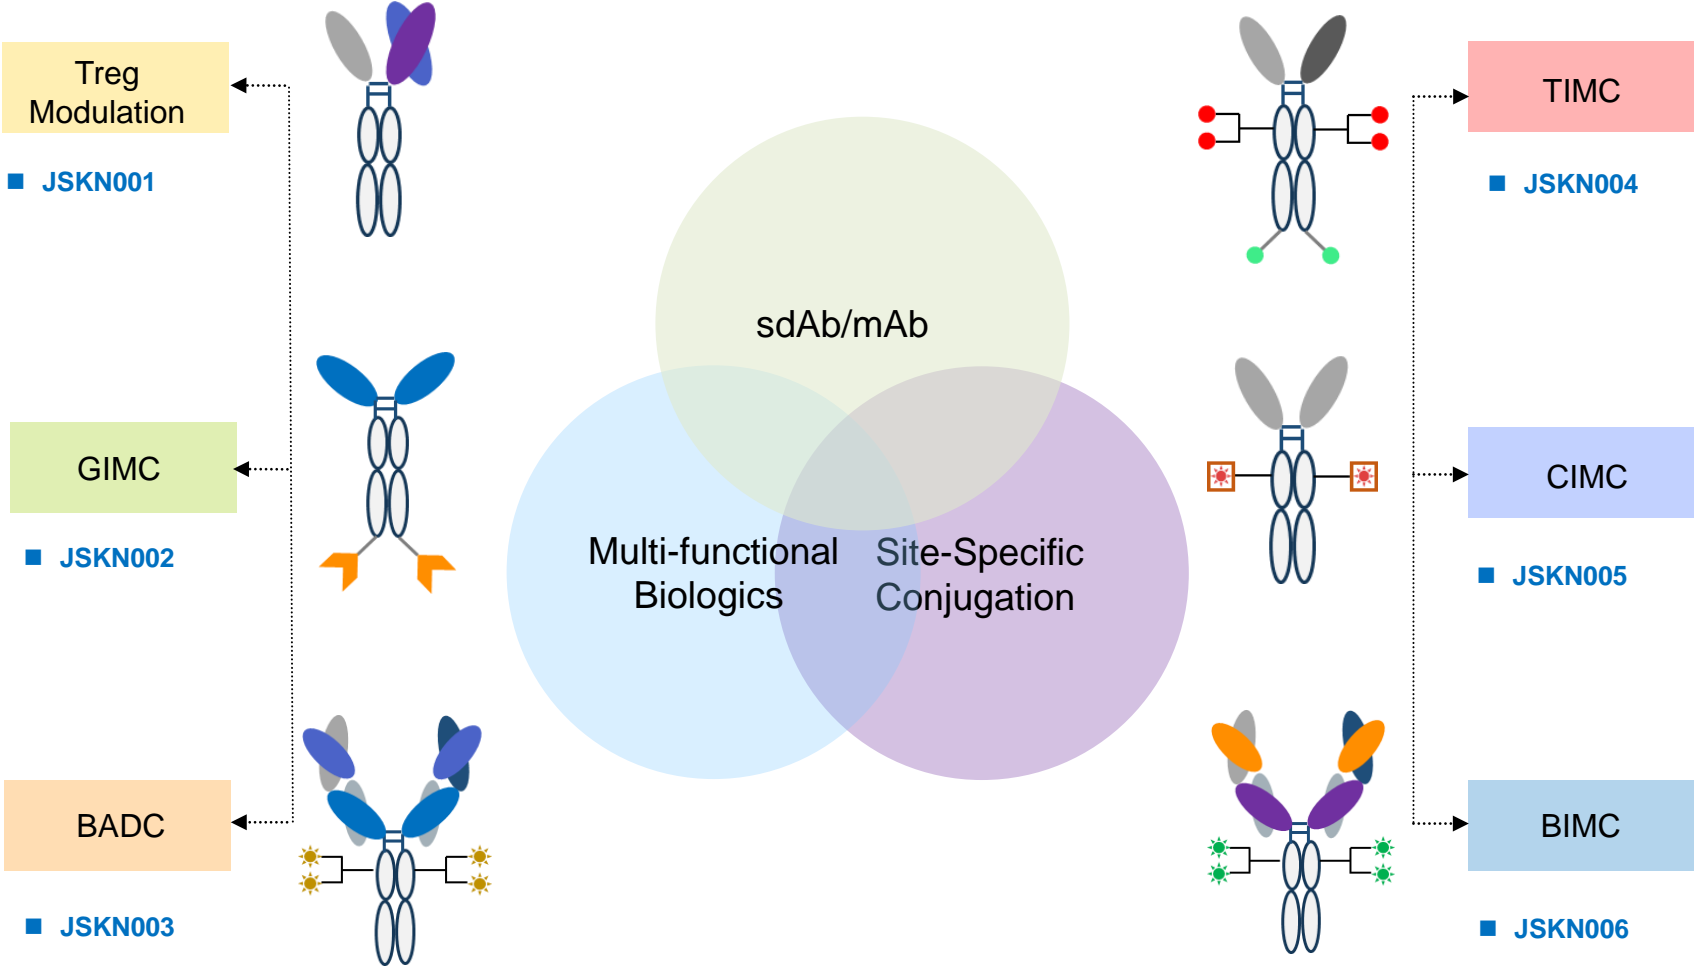 Treg
Modulation
JSKN001
GIMC
JSKN002
BADC
JSKN003
sdAb/mAb
Multi-functional
Biologics
Site-Specific
Conjugation
TIMC
JSKN004
CIMC
JSKN005
BIMC
JSKN006